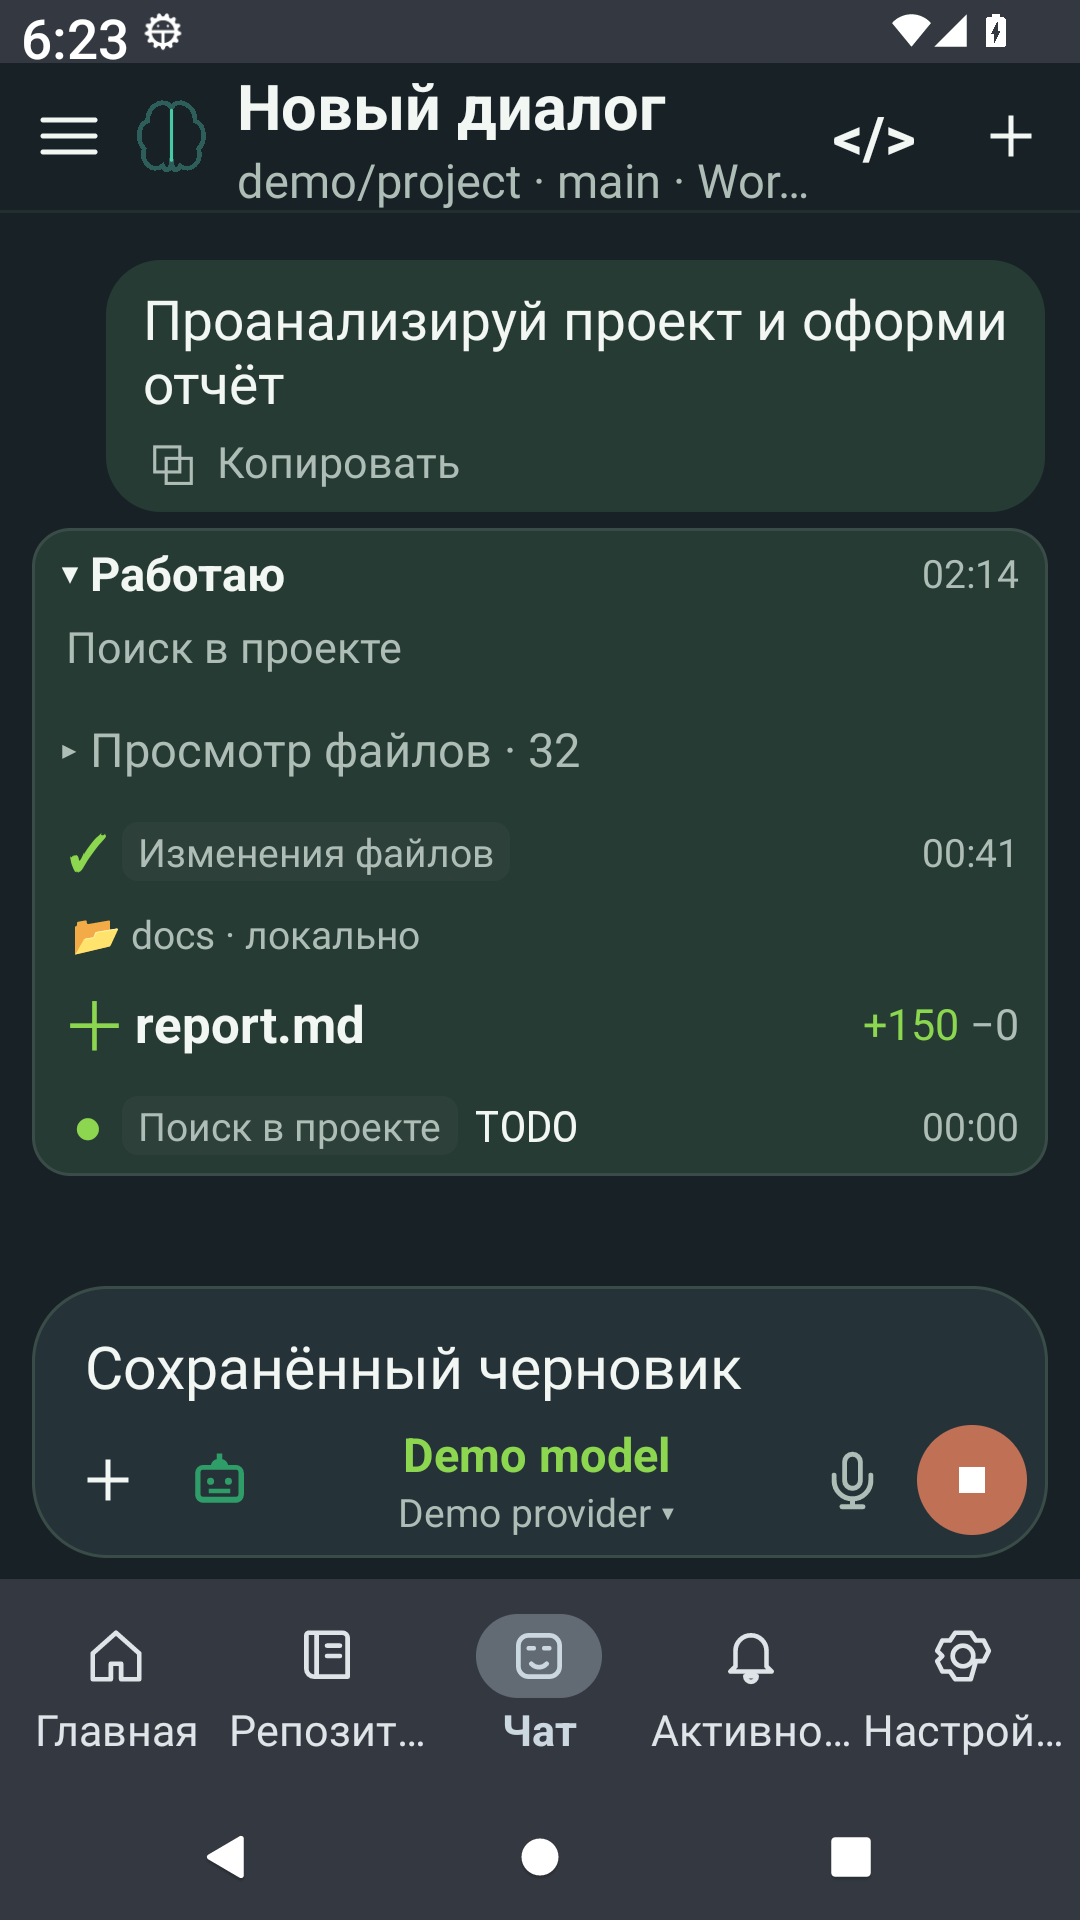 6:23
Новый диалог
demo/project · main · Wor...
</>
Проанализируй проект и оформи
отчёт
Копировать
▾ Работаю 02:14
Поиск в проекте
▸ Просмотр файлов · 32
✓ Изменения файлов 00:41
📂 docs · локально
+ report.md +150 −0
● Поиск в проекте TODO 00:00
Сохранённый черновик
Demo model
Demo provider ▾
Главная Репозит... Чат Активно... Настрой...